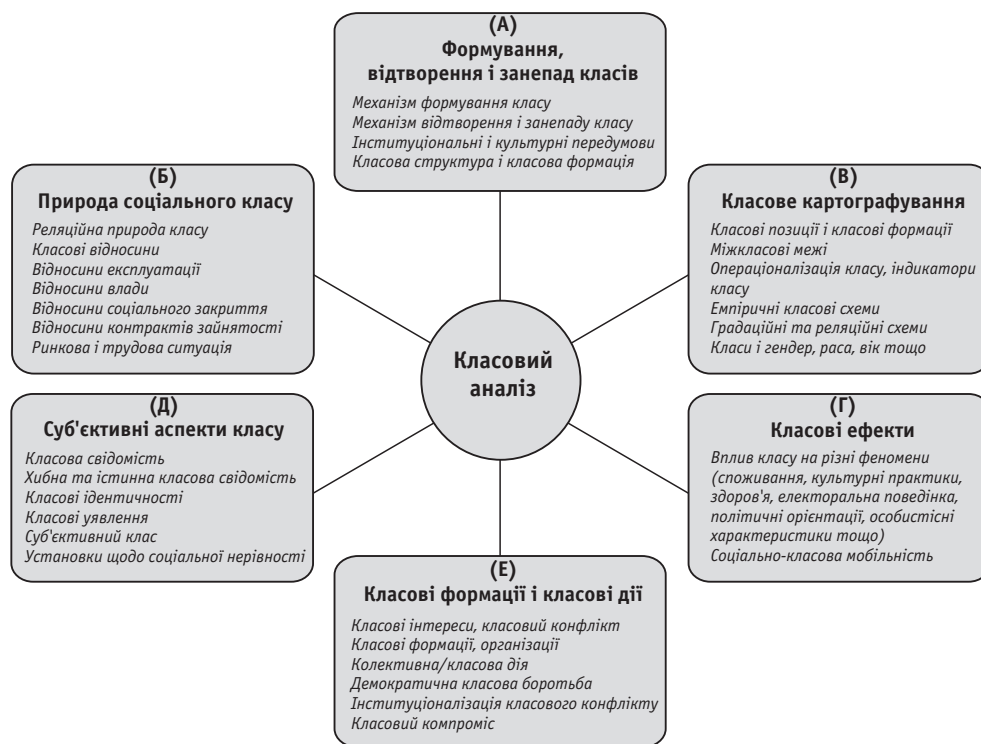 (А)
Формування,
відтворення і занепад класів
Механізм формування класу
Механізм відтворення і занепаду класу
Інституціональні і культурні передумови
Класова структура і класова формація
(Б)
Природа соціального класу
Реляційна природа класу
Класові відносини
Відносини експлуатації
Відносини влади
Відносини соціального закриття
Відносини контрактів зайнятості
Ринкова і трудова ситуація
(В)
Класове картографування
Класові позиції і класові формації
Міжкласові межі
Операціоналізація класу, індикатори
класу
Емпіричні класові схеми
Градаційні та реляційні схеми
Класи і гендер, раса, вік тощо
Класовий
аналіз
(Д)
Суб'єктивні аспекти класу
Класова свідомість
Хибна та істинна класова свідомість
Класові ідентичності
Класові уявлення
Суб'єктивний клас
Установки щодо соціальної нерівності
(Г)
Класові ефекти
Вплив класу на різні феномени
(споживання, культурні практики,
здоров'я, електоральна поведінка,
політичні орієнтації, особистісні
характеристики тощо)
Соціально-класова мобільність
(Е)
Класові формації і класові дії
Класові інтереси, класовий конфлікт
Класові формації, організації
Колективна/класова дія
Демократична класова боротьба
Інституціоналізація класового конфлікту
Класовий компроміс